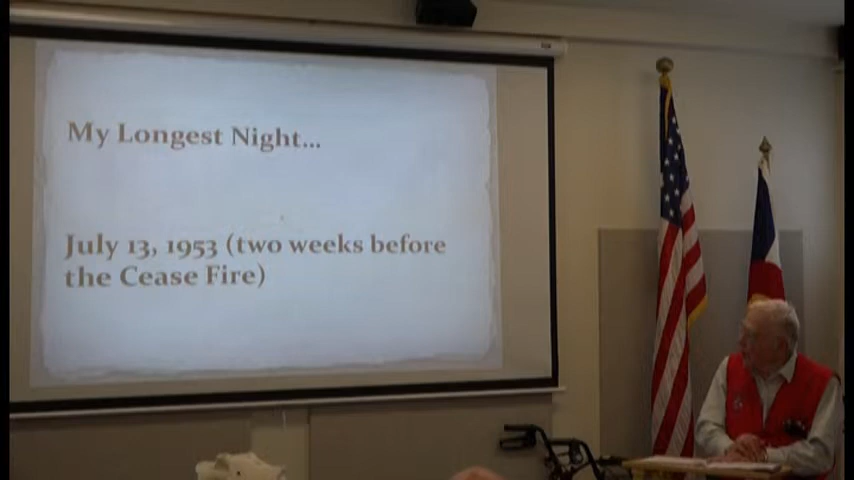 My Longest Night...
July 13, 1953 (two weeks before
the Cease Fire)